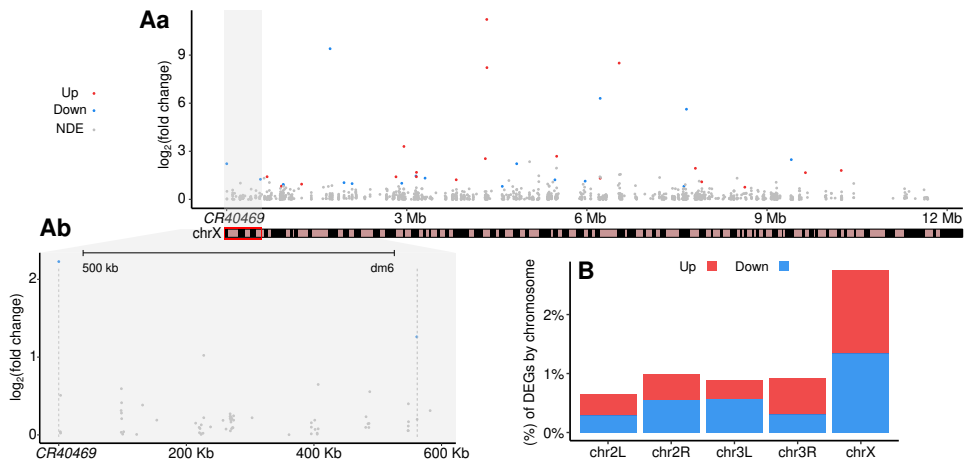 Aa
Up
Down
NDE
log2(fold change)
9
6
3
0
CR40469
3 Mb
6 Mb
9 Mb
12 Mb
chrX
Ab
500 kb
dm6
log2(fold change)
2
1
0
CR40469
200 Kb
400 Kb
600 Kb
B
Up
Down
(%) of DEGs by chromosome
2%
1%
0%
chr2L
chr2R
chr3L
chr3R
chrX